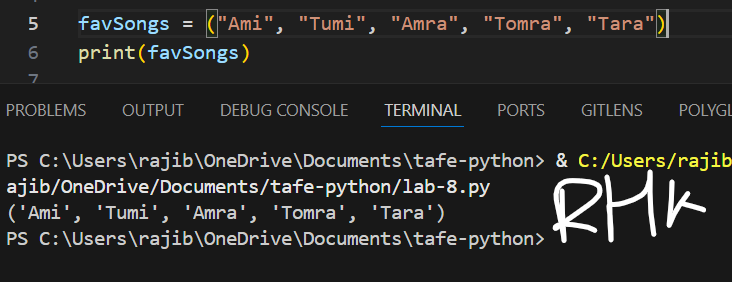 5 favSongs = ("Ami", "Tumi", "Amra", "Tomra", "Tara")
6 print(favSongs)
7
PROBLEMS OUTPUT DEBUG CONSOLE TERMINAL PORTS GITLENS POLYGL
PS C:\Users\rajib\OneDrive\Documents\tafe-python> & C:/Users/rajib
ajib/OneDrive/Documents/tafe-python/lab-8.py
('Ami', 'Tumi', 'Amra', 'Tomra', 'Tara')
PS C:\Users\rajib\OneDrive\Documents\tafe-python>
RHK